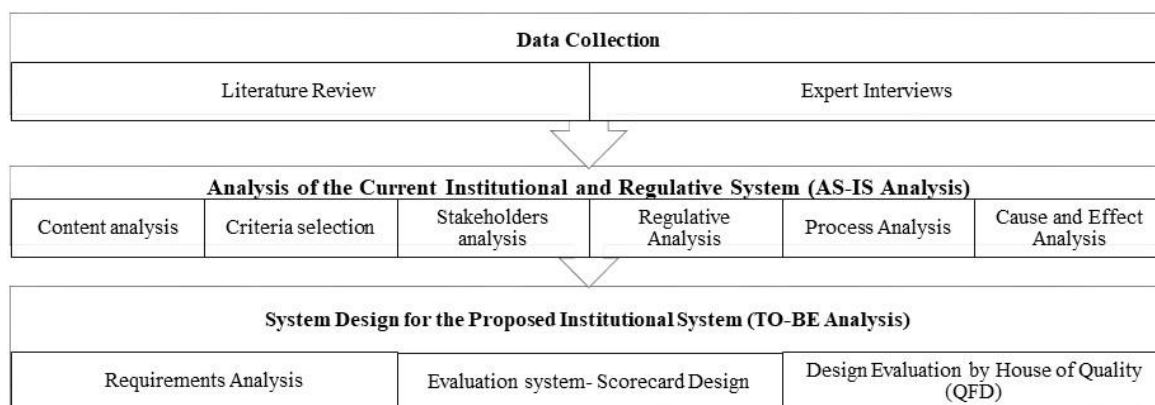 Data Collection
Literature Review
Expert Interviews
Analysis of the Current Institutional and Regulative System (AS-IS Analysis)
Content analysis
Criteria selection
Stakeholders
analysis
Regulative
Analysis
Process Analysis
Cause and Effect
Analysis
System Design for the Proposed Institutional System (TO-BE Analysis)
Requirements Analysis
Evaluation system- Scorecard Design
Design Evaluation by House of Quality
(QFD)